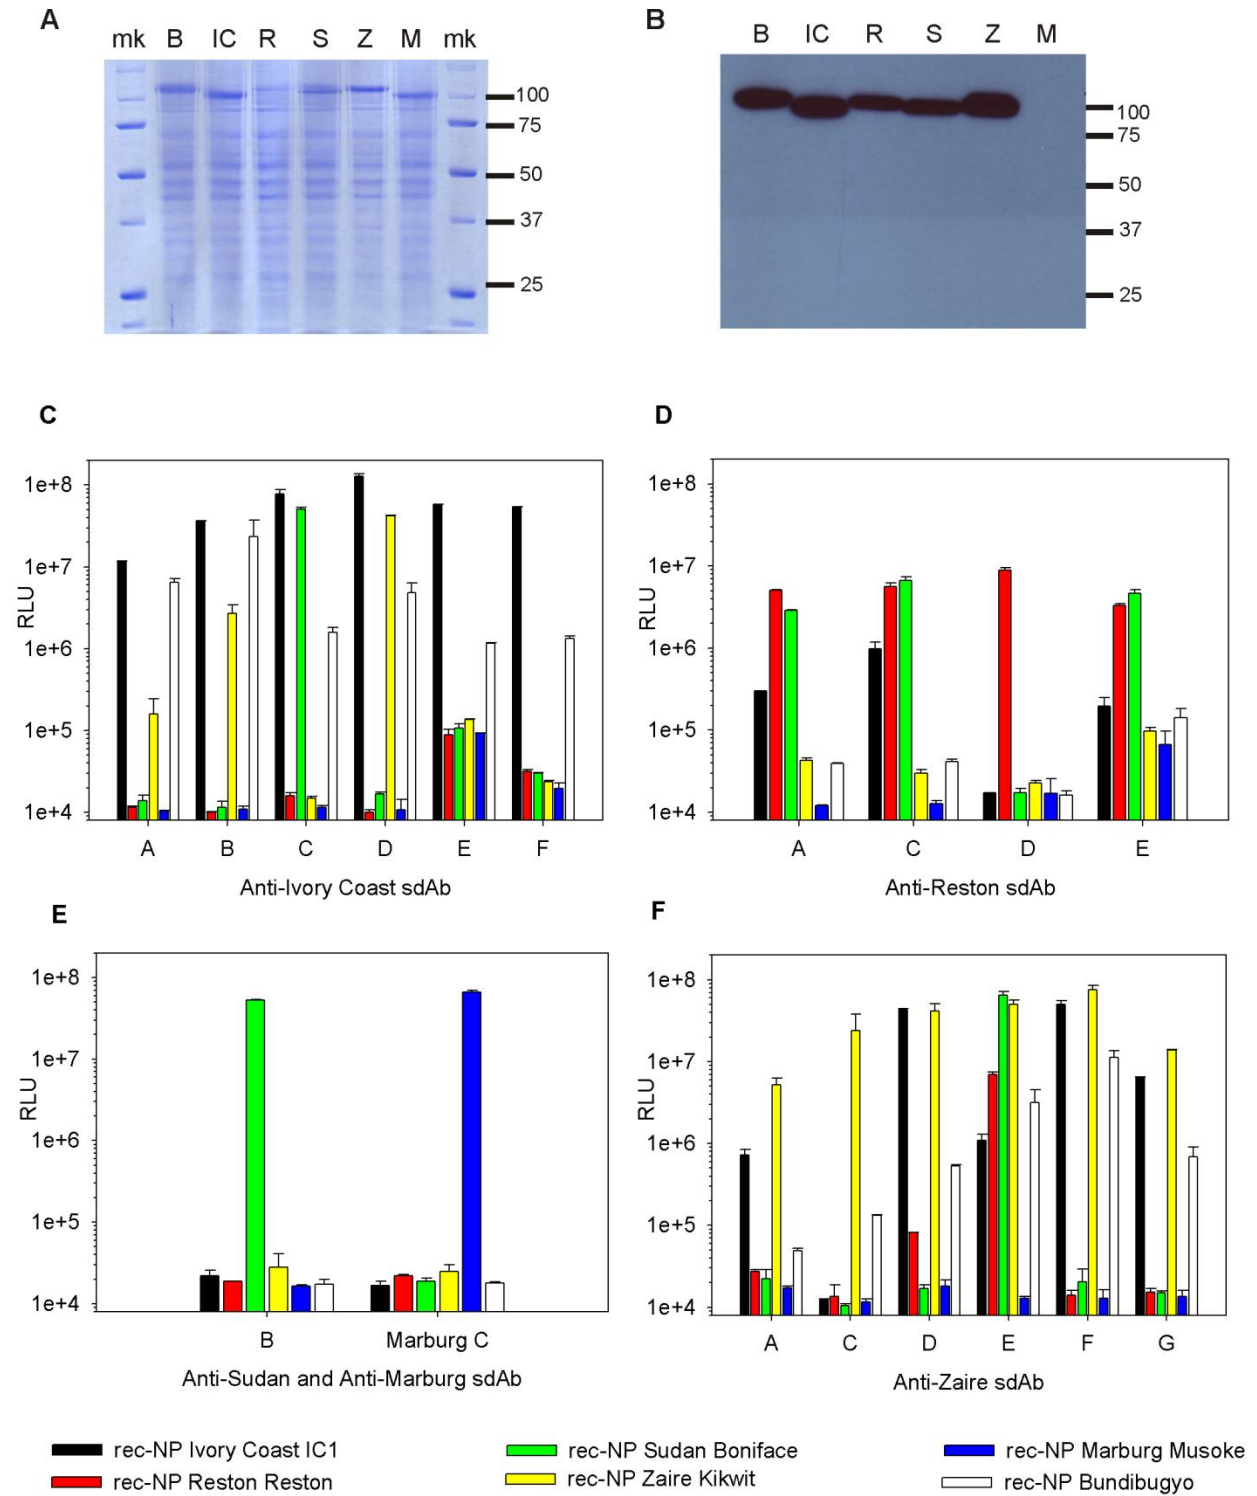 A
mk B IC R S Z M mk
100
75
50
37
25
B
B IC R S Z M
100
75
50
37
25
C
1e+8
1e+7
1e+6
1e+5
1e+4
RLU
A B C D E F
Anti-Ivory Coast sdAb
D
1e+8
1e+7
1e+6
1e+5
1e+4
RLU
A C D E
Anti-Reston sdAb
E
1e+8
1e+7
1e+6
1e+5
1e+4
RLU
B Marburg C
Anti-Sudan and Anti-Marburg sdAb
F
1e+8
1e+7
1e+6
1e+5
1e+4
RLU
A C D E F G
Anti-Zaire sdAb
rec-NP Ivory Coast IC1
rec-NP Reston Reston
rec-NP Sudan Boniface
rec-NP Zaire Kikwit
rec-NP Marburg Musoke
rec-NP Bundibugyo